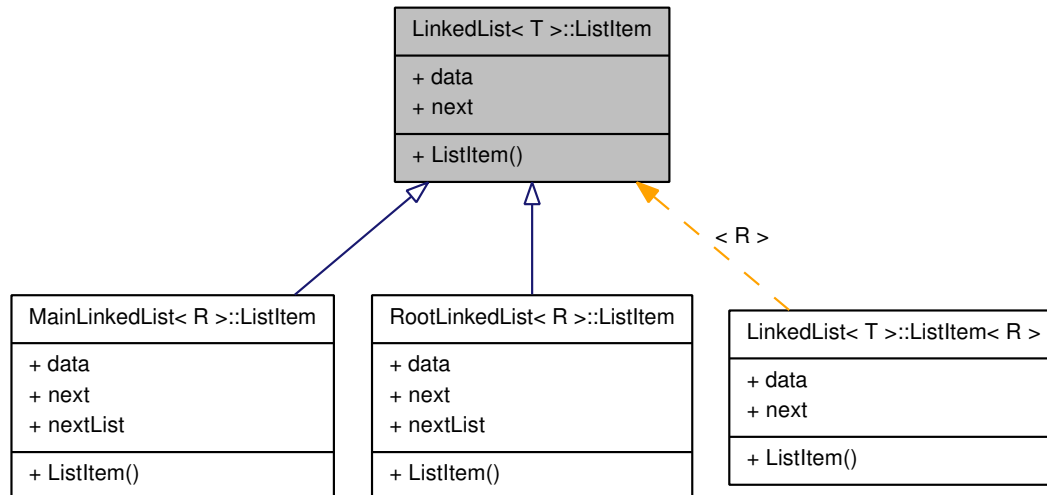 LinkedList< T >::ListItem
+ data
+ next
+ ListItem()
< R >
MainLinkedList< R >::ListItem
+ data
+ next
+ nextList
+ ListItem()
RootLinkedList< R >::ListItem
+ data
+ next
+ nextList
+ ListItem()
LinkedList< T >::ListItem< R >
+ data
+ next
+ ListItem()